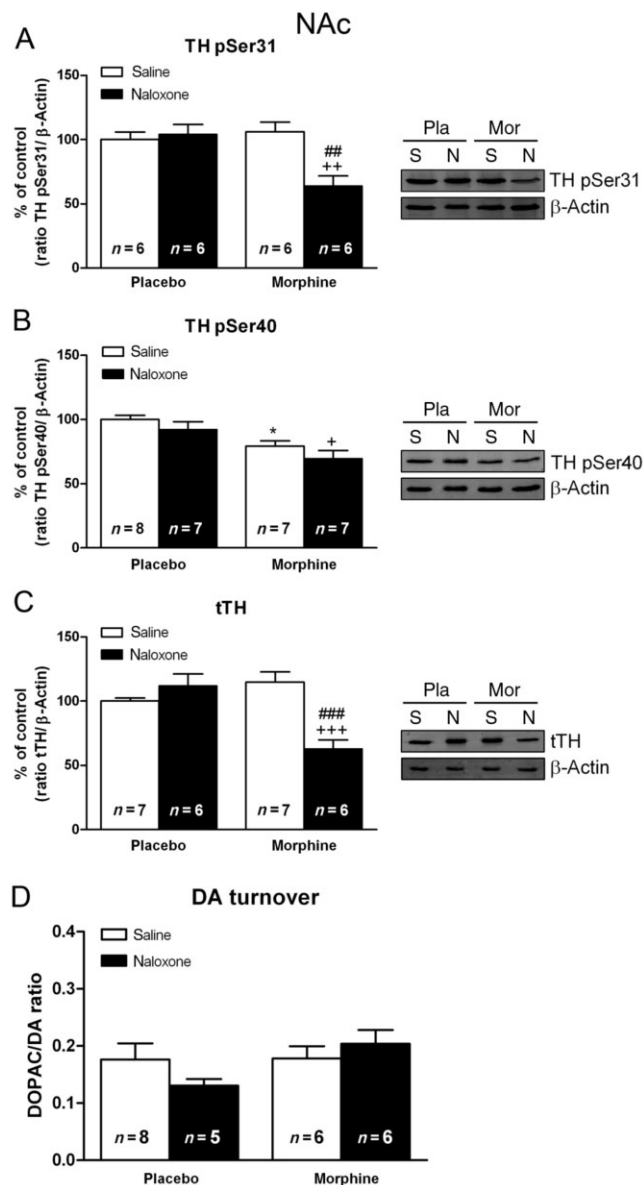 NAc
A
TH pSer31
Saline
Naloxone
% of control
(ratio TH pSer31/ β-Actin)
150
100
50
0
##
++
n = 6 n = 6 n = 6 n = 6
Placebo Morphine
Pla Mor
S N S N
TH pSer31
β-Actin
B
TH pSer40
Saline
Naloxone
% of control
(ratio TH pSer40/ β-Actin)
150
100
50
0
* +
n = 8 n = 7 n = 7 n = 7
Placebo Morphine
Pla Mor
S N S N
TH pSer40
β-Actin
C
tTH
Saline
Naloxone
% of control
(ratio tTH/ β-Actin)
150
100
50
0
###
+++
n = 7 n = 6 n = 7 n = 6
Placebo Morphine
Pla Mor
S N S N
tTH
β-Actin
D
DA turnover
Saline
Naloxone
DOPAC/DA ratio
0.4
0.3
0.2
0.1
0.0
n = 8 n = 5 n = 6 n = 6
Placebo Morphine